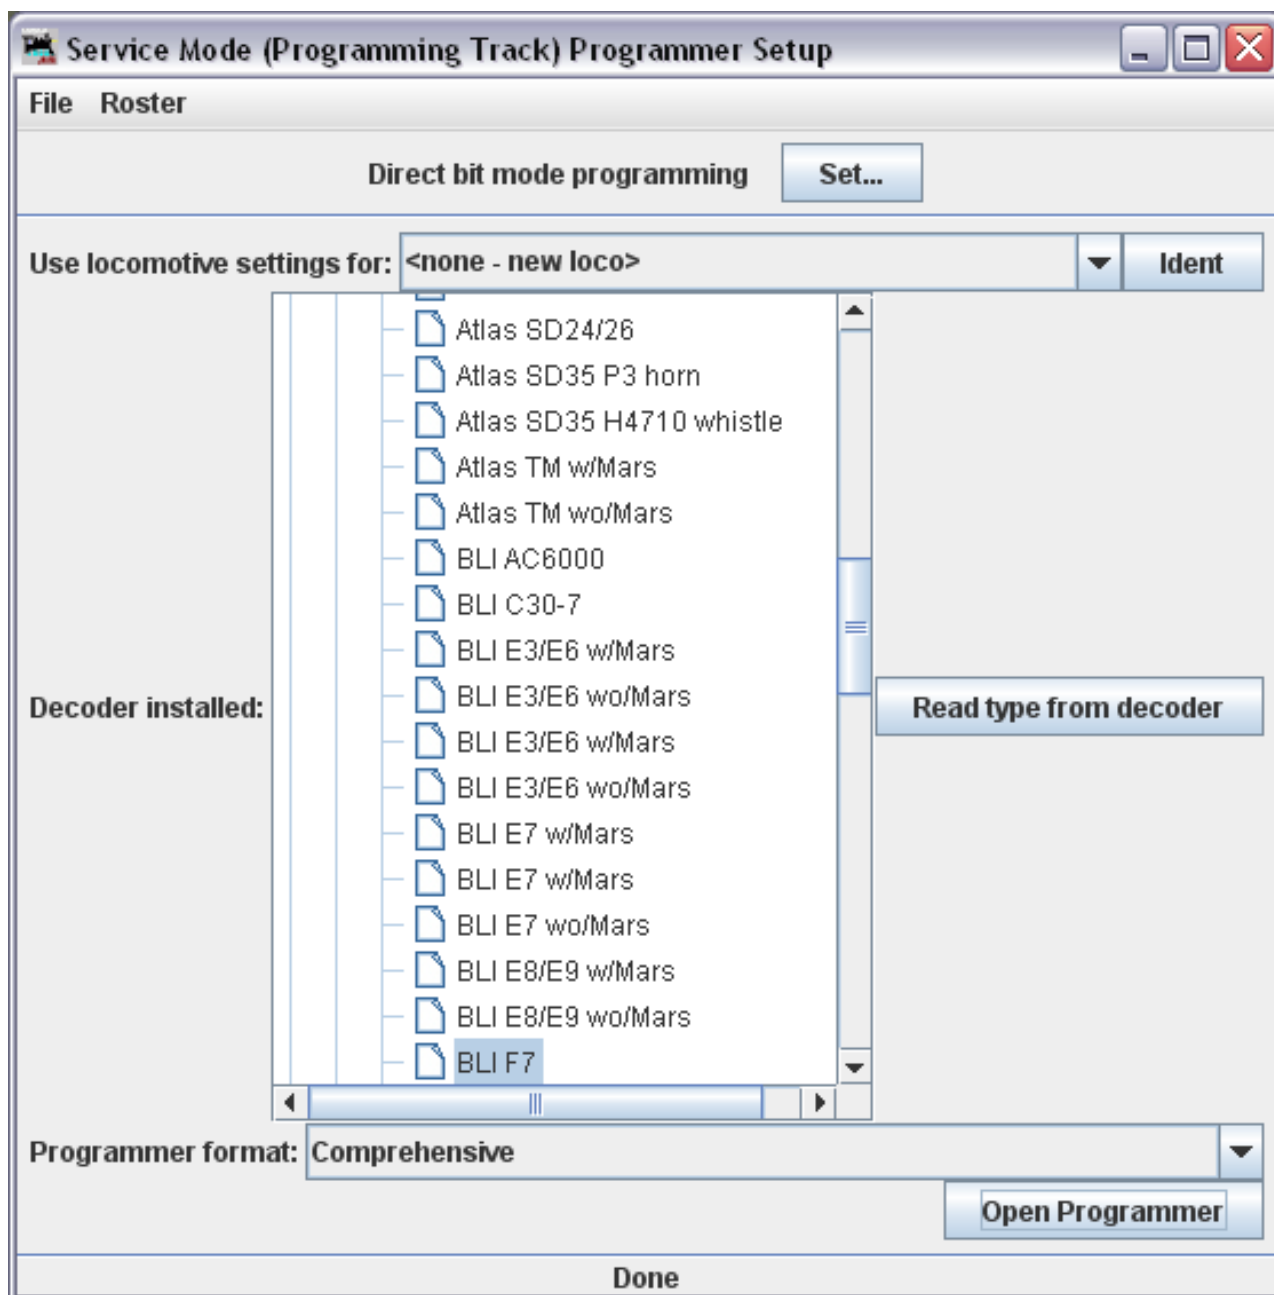 Service Mode (Programming Track) Programmer Setup
File Roster
Direct bit mode programming Set...
Use locomotive settings for: <none - new loco> Ident
Atlas SD24/26
Atlas SD35 P3 horn
Atlas SD35 H4710 whistle
Atlas TM w/Mars
Atlas TM wo/Mars
BLI AC6000
BLI C30-7
BLI E3/E6 w/Mars
BLI E3/E6 wo/Mars
Decoder installed: Read type from decoder
BLI E3/E6 w/Mars
BLI E3/E6 wo/Mars
BLI E7 w/Mars
BLI E7 w/Mars
BLI E7 wo/Mars
BLI E8/E9 w/Mars
BLI E8/E9 wo/Mars
BLI F7
Programmer format: Comprehensive
Open Programmer
Done